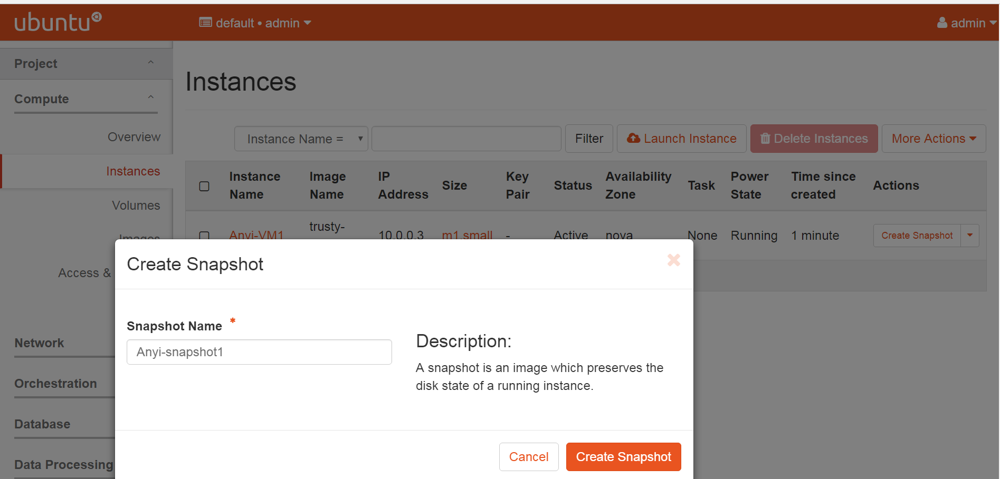 ubuntu
default • admin
admin
Project
Compute
Overview
Instances
Volumes
Images
Access &
Network
Orchestration
Database
Data Processing
Instances
Instance Name =
Filter
Launch Instance
Delete Instances
More Actions
Instance Name
Image Name
IP Address
Size
Key Pair
Status
Availability Zone
Task
Power State
Time since created
Actions
Anyi-VM1
trusty-
10.0.0.3
m1.small
-
Active
nova
None
Running
1 minute
Create Snapshot
Create Snapshot
Snapshot Name *
Anyi-snapshot1
Description:
A snapshot is an image which preserves the
disk state of a running instance.
Cancel
Create Snapshot